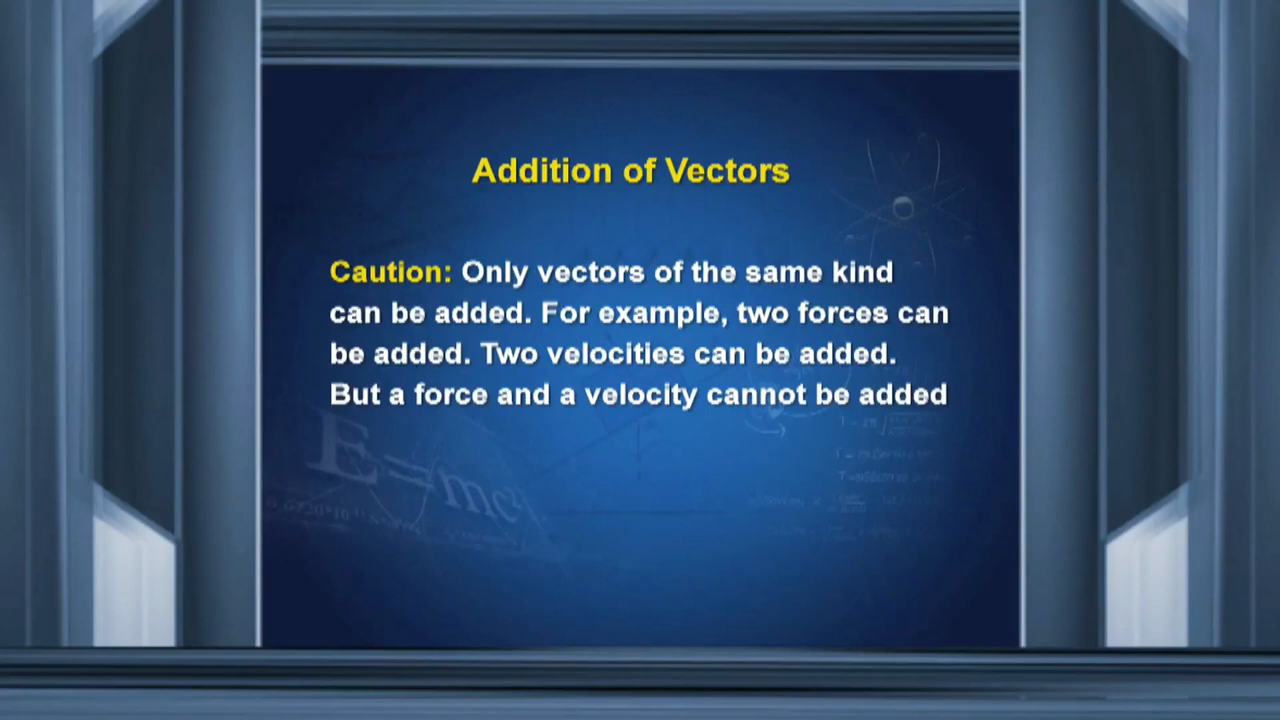 Addition of Vectors
Caution: Only vectors of the same kind
can be added. For example, two forces can
be added. Two velocities can be added.
But a force and a velocity cannot be added
E=mc²